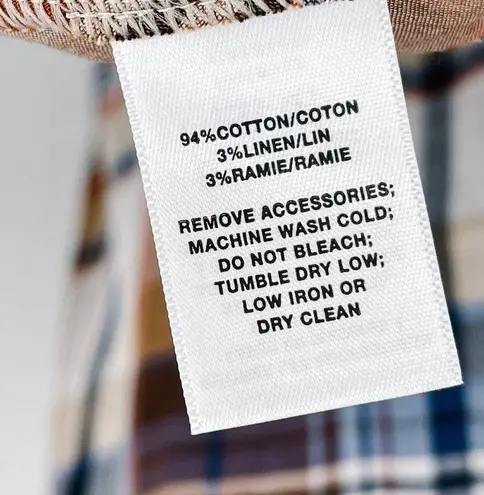 94%COTTON/COTON
3%LINEN/LIN
3%RAMIE/RAMIE
REMOVE ACCESSORIES;
MACHINE WASH COLD;
DO NOT BLEACH;
TUMBLE DRY LOW;
LOW IRON OR
DRY CLEAN